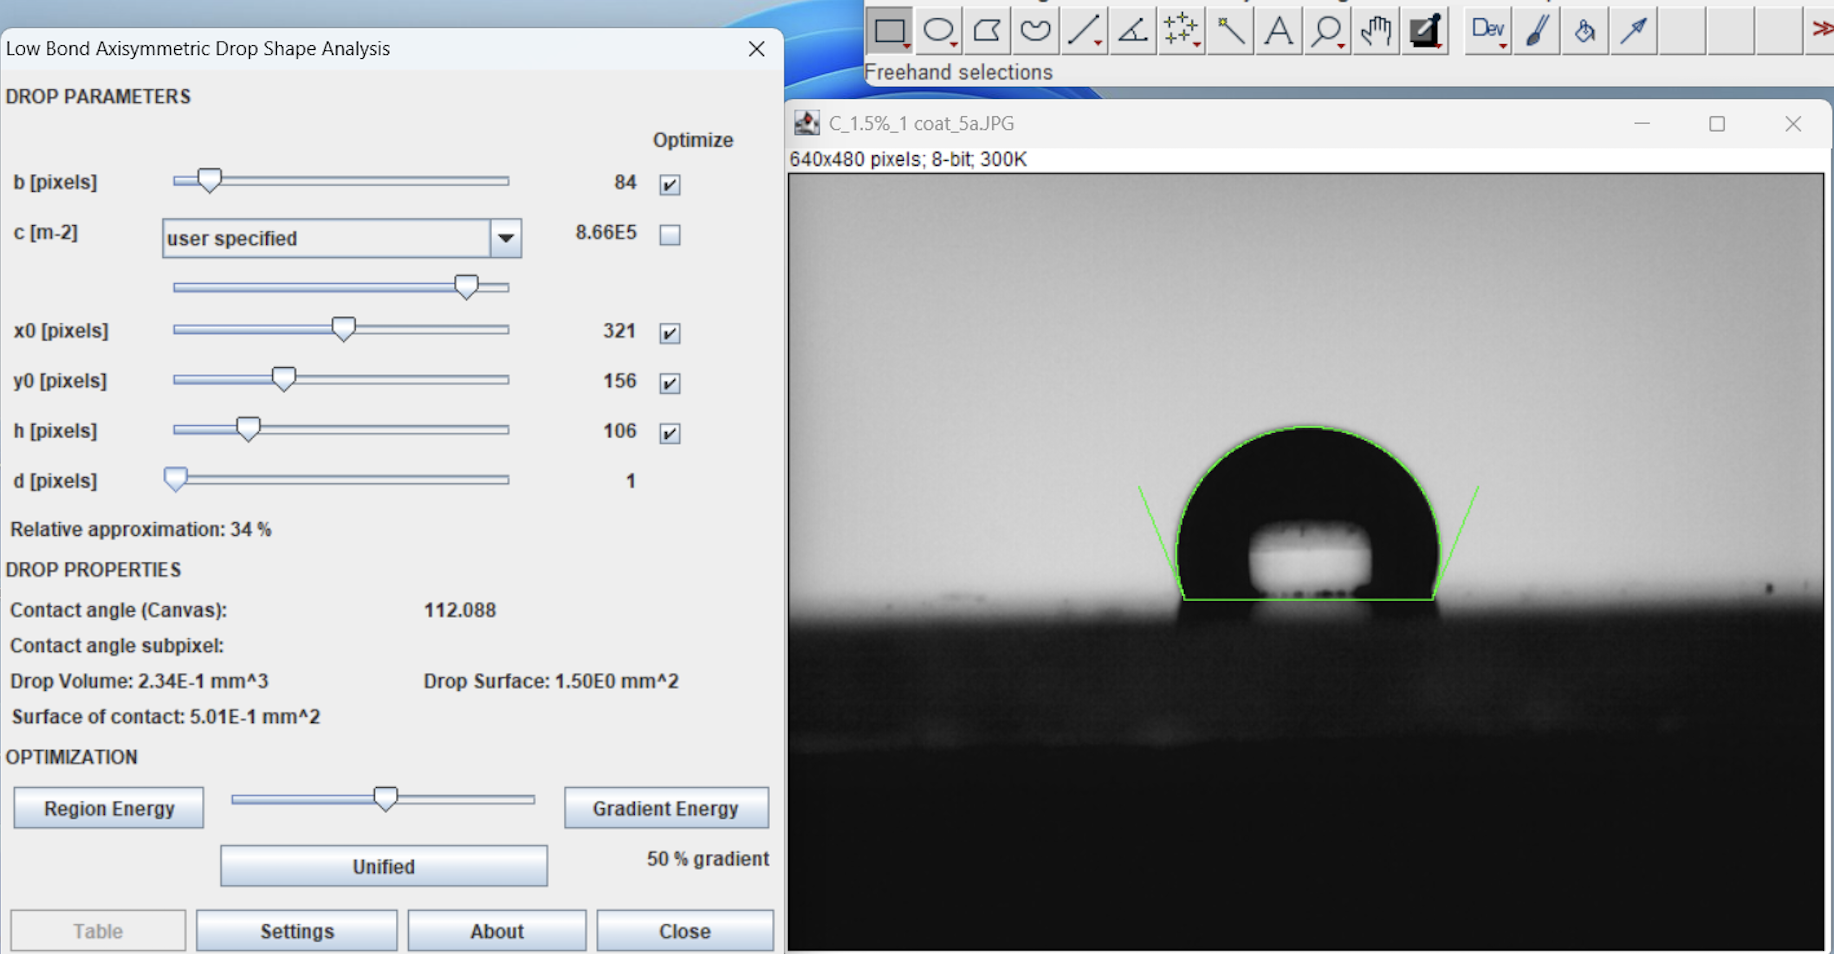 Low Bond Axisymmetric Drop Shape Analysis
DROP PARAMETERS
Optimize
b [pixels] 84
c [m-2] user specified 8.66E5
x0 [pixels] 321
y0 [pixels] 156
h [pixels] 106
d [pixels] 1
Relative approximation: 34 %
DROP PROPERTIES
Contact angle (Canvas): 112.088
Contact angle subpixel:
Drop Volume: 2.34E-1 mm^3 Drop Surface: 1.50E0 mm^2
Surface of contact: 5.01E-1 mm^2
OPTIMIZATION
Region Energy Gradient Energy
Unified 50 % gradient
Table Settings About Close
A Dev >>
Freehand selections
C_1.5%_1 coat_5a.JPG
640x480 pixels; 8-bit; 300K